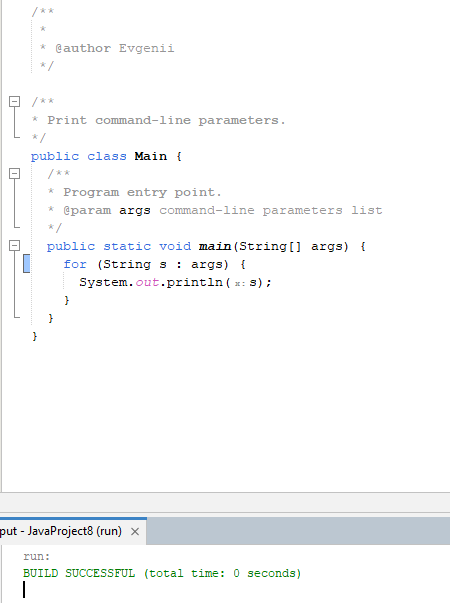 /**
*
* @author Evgenii
*/
/**
* Print command-line parameters.
*/
public class Main {
/**
* Program entry point.
* @param args command-line parameters list
*/
public static void main(String[] args) {
for (String s : args) {
System.out.println(x: s);
}
}
}
put - JavaProject8 (run) ×
run:
BUILD SUCCESSFUL (total time: 0 seconds)